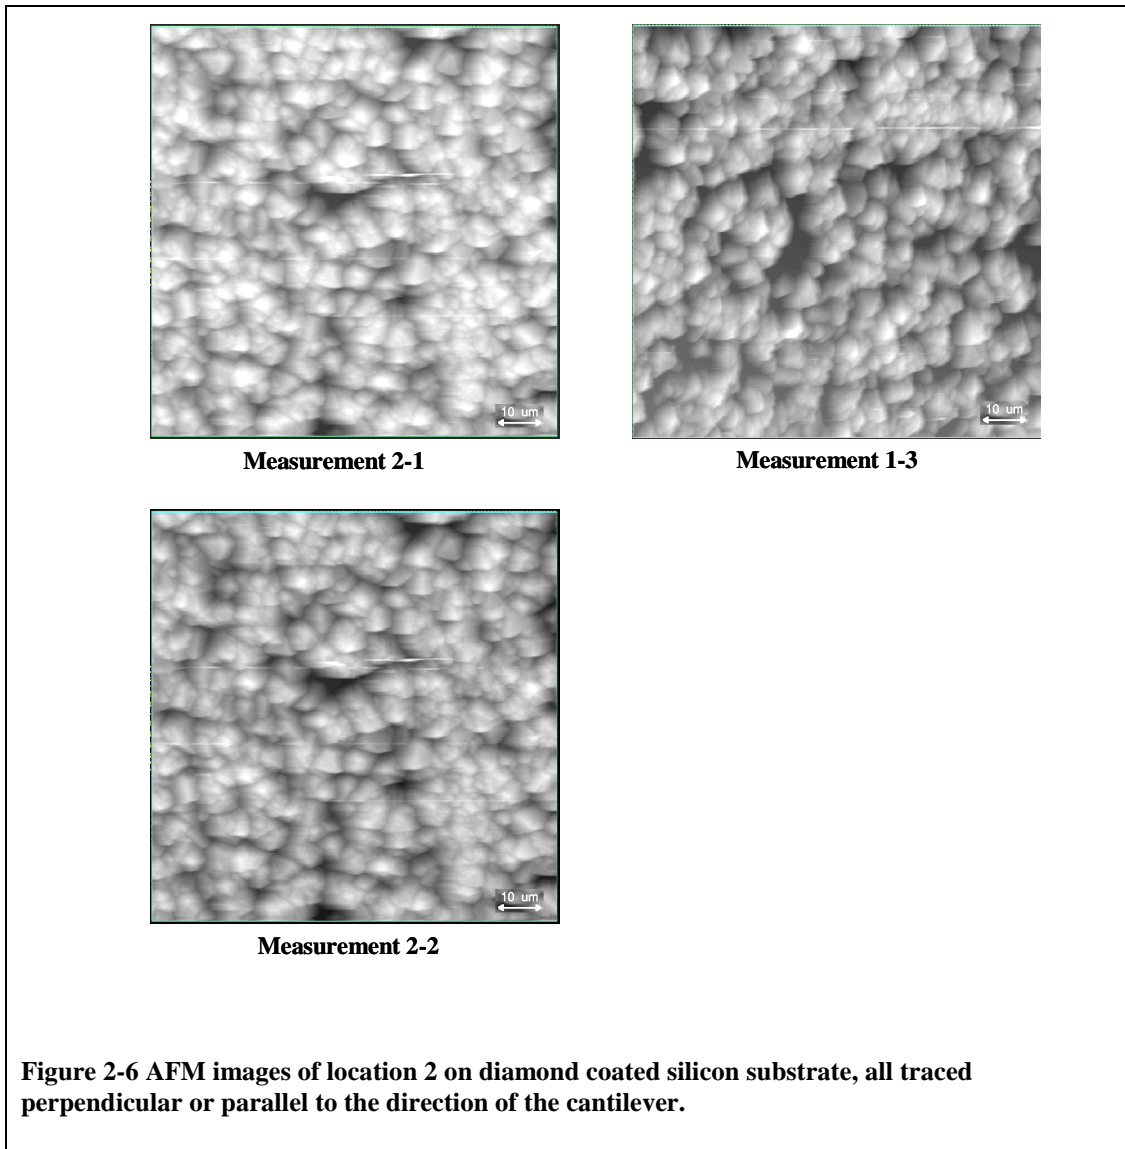 10 um
10 um
Measurement 2-1
Measurement 1-3
10 um
Measurement 2-2
Figure 2-6 AFM images of location 2 on diamond coated silicon substrate, all traced
perpendicular or parallel to the direction of the cantilever.